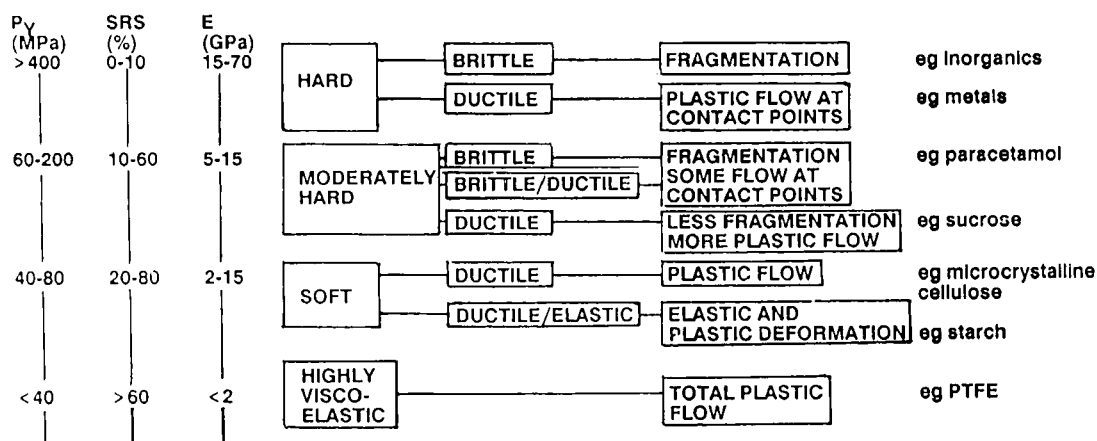 Py SRS E
(MPa) (%) (GPa)
>400 0-10 15-70
HARD
BRITTLE FRAGMENTATION eg Inorganics
DUCTILE PLASTIC FLOW AT
CONTACT POINTS
eg metals
60-200 10-60 5-15
MODERATELY
HARD
BRITTLE FRAGMENTATION
SOME FLOW AT
CONTACT POINTS
eg paracetamol
BRITTLE/DUCTILE
DUCTILE LESS FRAGMENTATION
MORE PLASTIC FLOW
eg sucrose
40-80 20-80 2-15
SOFT
DUCTILE PLASTIC FLOW eg microcrystalline
cellulose
DUCTILE/ELASTIC ELASTIC AND
PLASTIC DEFORMATION
eg starch
<40 >60 <2
HIGHLY
VISCO-
ELASTIC
TOTAL PLASTIC
FLOW
eg PTFE